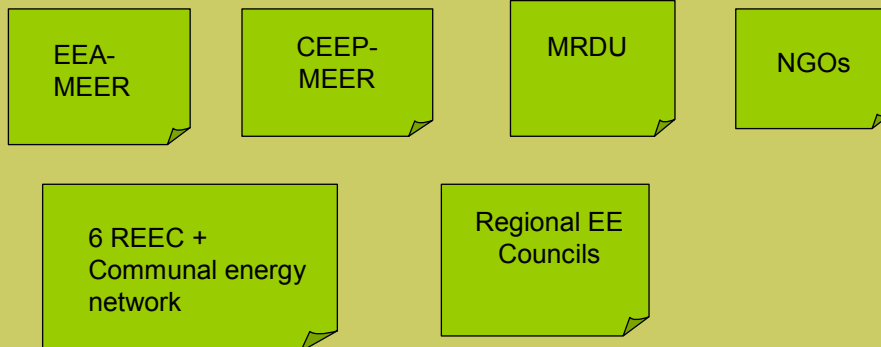 EEA-
MEER
CEEP-
MEER
MRDU
NGOs
6 REEC +
Communal energy
network
Regional EE
Councils